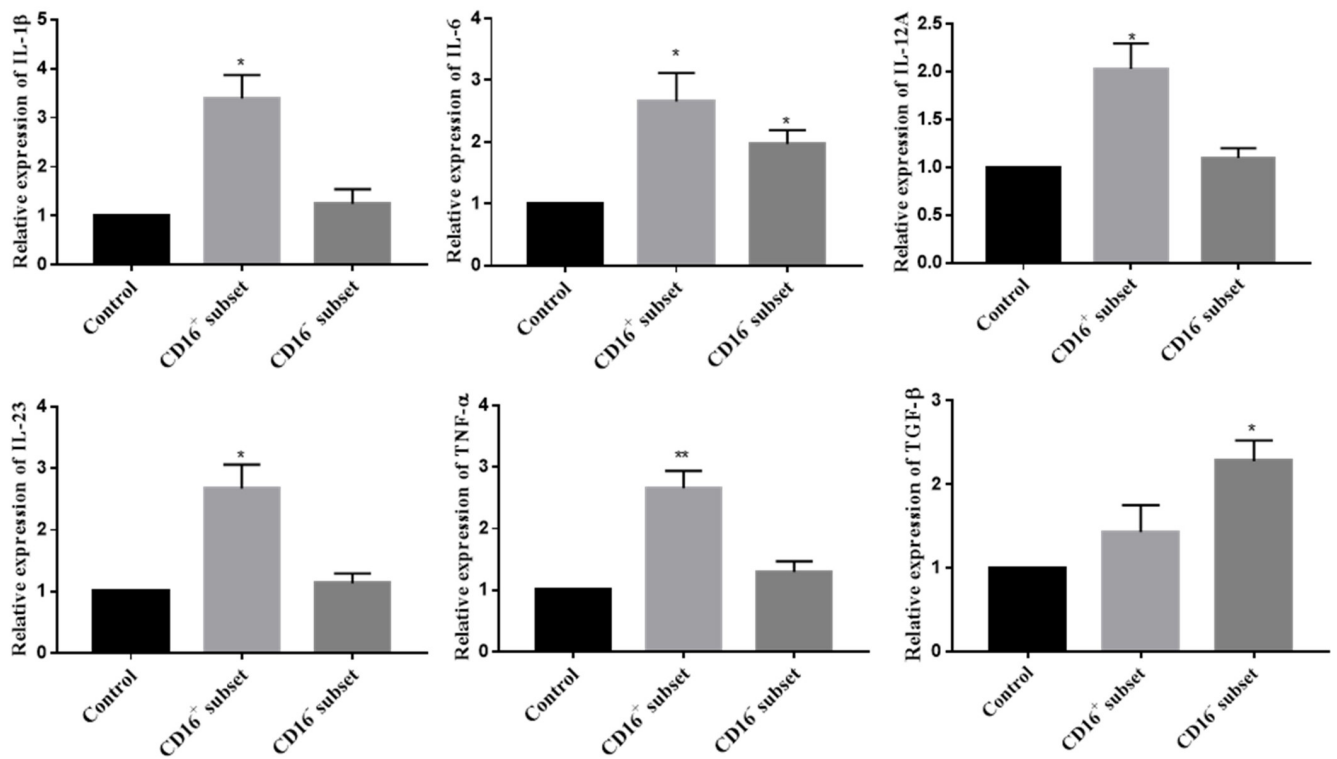 Relative expression of IL-1β
5
4
3
2
1
0
*
Control
CD16⁺ subset
CD16⁻ subset
Relative expression of IL-6
4
3
2
1
0
*
*
Control
CD16⁺ subset
CD16⁻ subset
Relative expression of IL-12A
2.5
2.0
1.5
1.0
0.5
0.0
*
Control
CD16⁺ subset
CD16⁻ subset
Relative expression of IL-23
4
3
2
1
0
*
Control
CD16⁺ subset
CD16⁻ subset
Relative expression of TNF-α
4
3
2
1
0
**
Control
CD16⁺ subset
CD16⁻ subset
Relative expression of TGF-β
3
2
1
0
*
Control
CD16⁺ subset
CD16⁻ subset